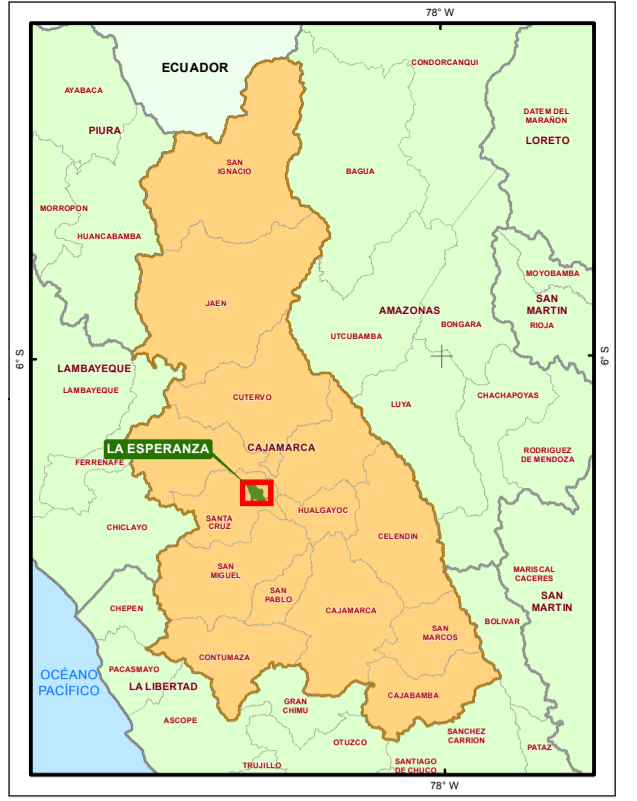 78° W
ECUADOR
CONDORCANQUI
AYABACA
DATEM DEL
MARAÑON
LORETO
PIURA
SAN
IGNACIO
BAGUA
MORROPON
HUANCABAMBA
MOYOBAMBA
SAN
MARTIN
RIOJA
JAEN
AMAZONAS
BONGARA
UTCUBAMBA
6° S
6° S
LAMBAYEQUE
LAMBAYEQUE
CUTERVO
LUYA
CHACHAPOYAS
LA ESPERANZA
CAJAMARCA
RODRIGUEZ
DE MENDOZA
FERRENAFE
HUALGAYOC
SANTA
CRUZ
CHICLAYO
CELENDIN
SAN
MIGUEL
MARISCAL
CACERES
SAN
MARTIN
SAN
PABLO
CHEPEN
CAJAMARCA
BOLIVAR
SAN
MARCOS
CONTUMAZA
PACASMAYO
OCÉANO
PACÍFICO
LA LIBERTAD
CAJABAMBA
GRAN
CHIMU
ASCOPE
SANCHEZ
CARRION
OTUZCO
PATAZ
TRUJILLO
SANTIAGO
DE CHUCO
78° W